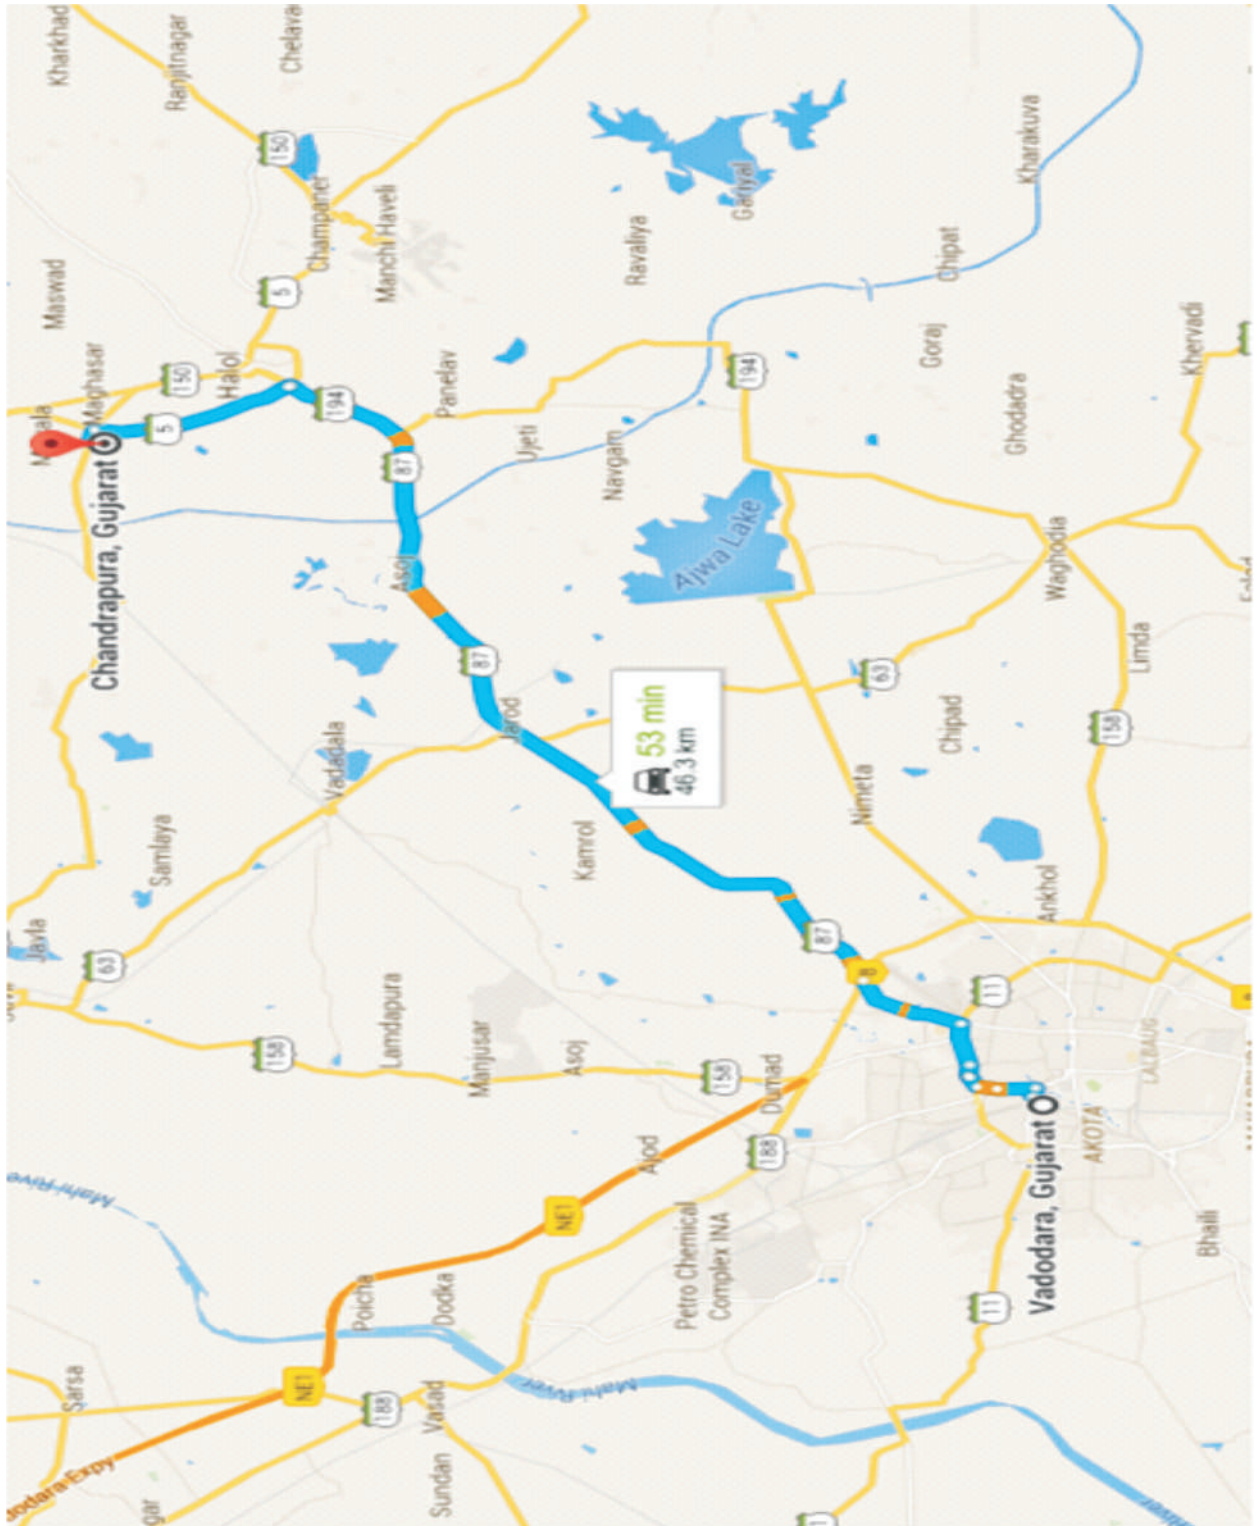 Sarsa
Vasad
Sundan
188
NE1
Mahi River
Poicha
Dodka
NE1
Ajod
188
Dumad
Petro Chemical
Complex INA
Mahi River
11
Bhaili
Vadodara, Gujarat
AKOTA
LALBAUG
Javla
63
158
Lamdapura
Manjusar
Asoj
158
Samlaya
Vadadala
Kamrol
8
87
11
Ankhol
Nimeta
Chipad
158
Limda
63
Jarod
53 min
46.3 km
87
Asoj
87
Chandrapura, Gujarat
Maghasar
5
150
Halol
194
Panelav
Ujeti
Navgam
Ajwa Lake
194
Waghodia
Ghodadra
Goraj
Khervadi
Maswad
5
Champaner
Manchi Haveli
Ravaliya
Gariyal
Chipat
Kharakuva
150
Kharkhad
Ranjitnagar
Chelava